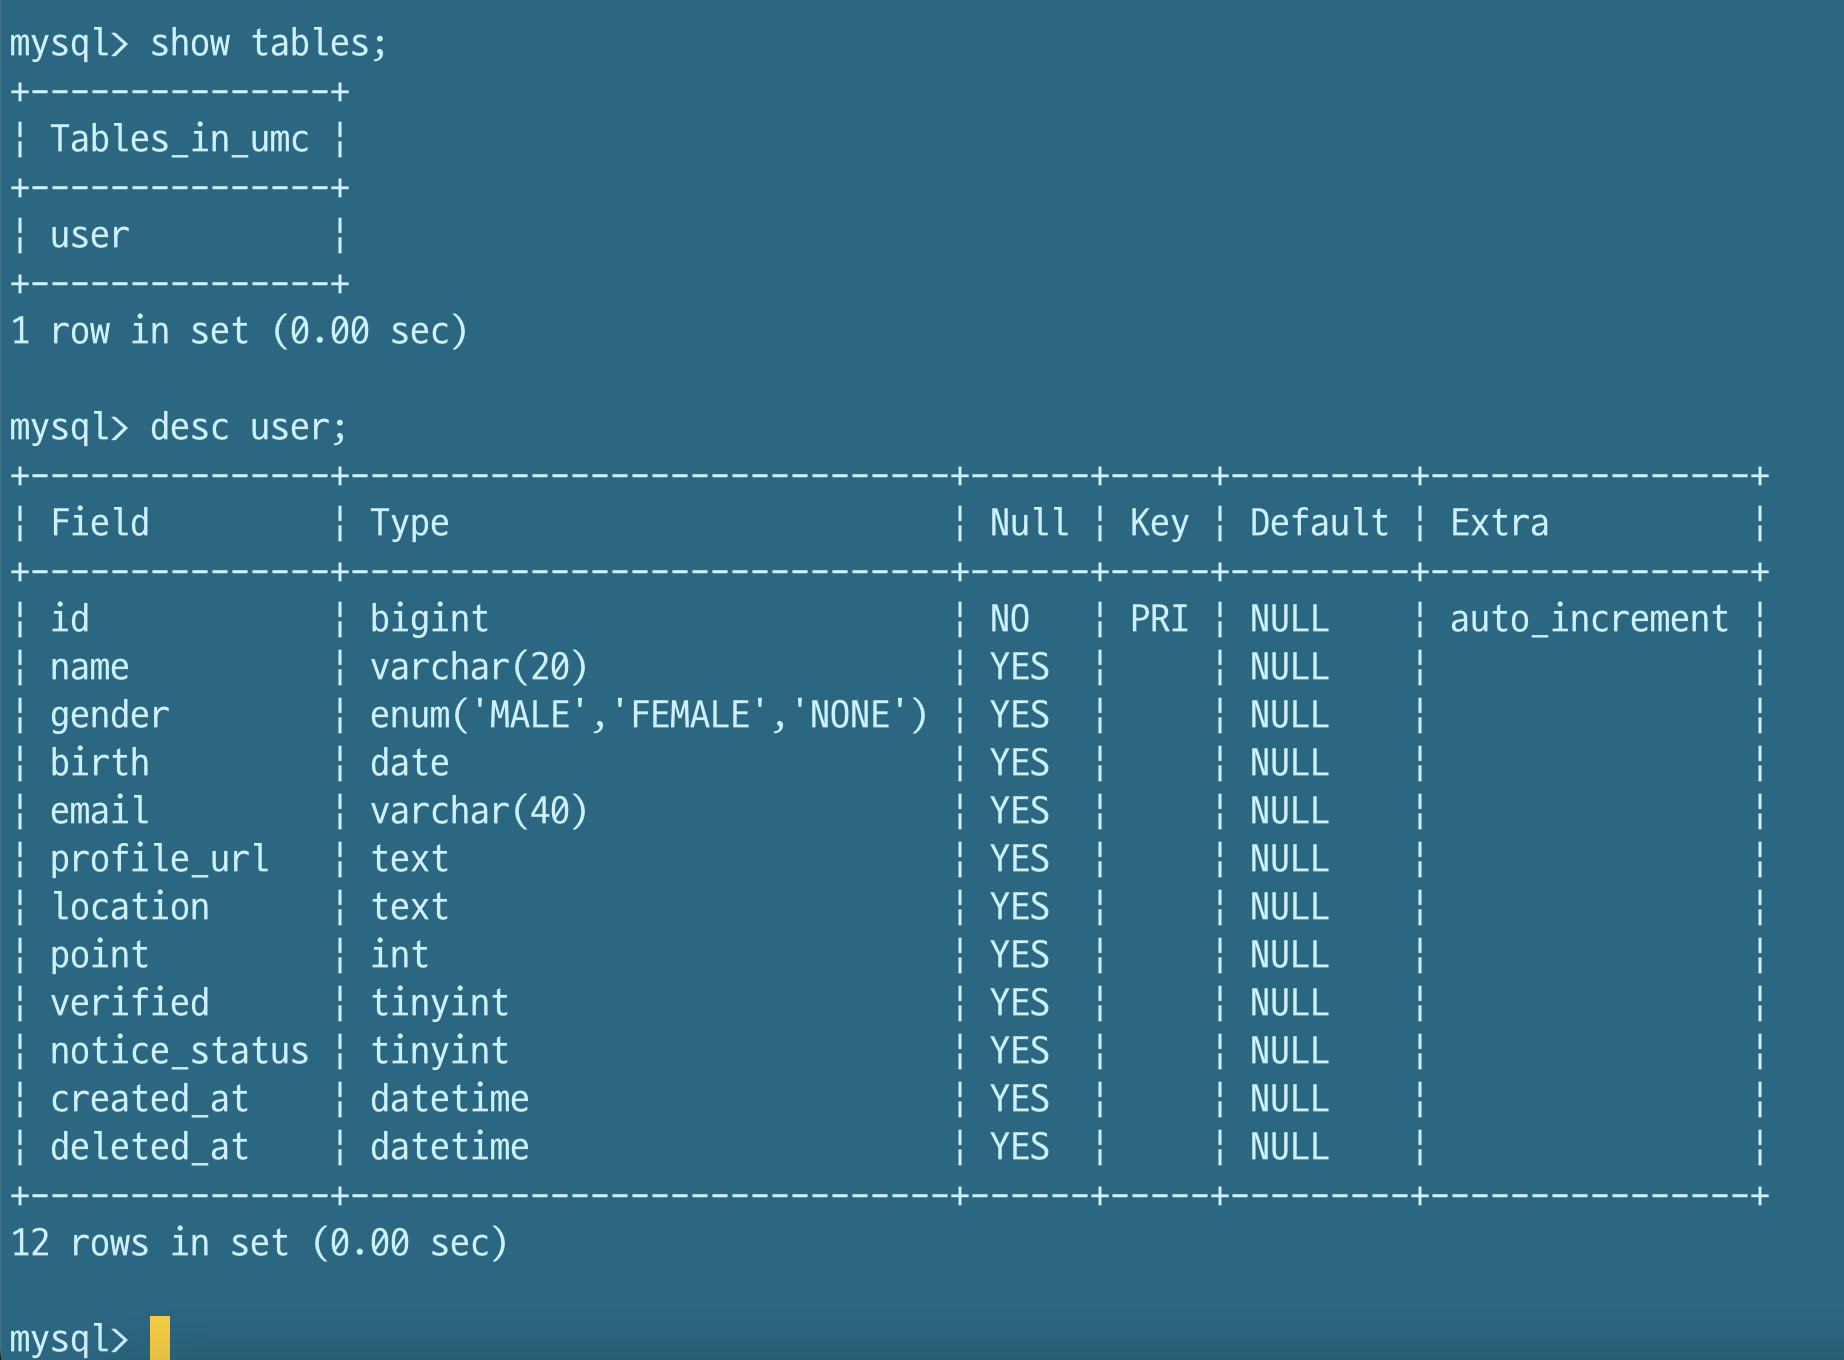 mysql> show tables;
+---------------+
| Tables_in_umc |
+---------------+
| user          |
+---------------+
1 row in set (0.00 sec)

mysql> desc user;
+---------------+------------------------------+------+-----+---------+----------------+
| Field         | Type                         | Null | Key | Default | Extra          |
+---------------+------------------------------+------+-----+---------+----------------+
| id            | bigint                       | NO   | PRI | NULL    | auto_increment |
| name          | varchar(20)                  | YES  |     | NULL    |                |
| gender        | enum('MALE','FEMALE','NONE') | YES  |     | NULL    |                |
| birth         | date                         | YES  |     | NULL    |                |
| email         | varchar(40)                  | YES  |     | NULL    |                |
| profile_url   | text                         | YES  |     | NULL    |                |
| location      | text                         | YES  |     | NULL    |                |
| point         | int                          | YES  |     | NULL    |                |
| verified      | tinyint                      | YES  |     | NULL    |                |
| notice_status | tinyint                      | YES  |     | NULL    |                |
| created_at    | datetime                     | YES  |     | NULL    |                |
| deleted_at    | datetime                     | YES  |     | NULL    |                |
+---------------+------------------------------+------+-----+---------+----------------+
12 rows in set (0.00 sec)

mysql>